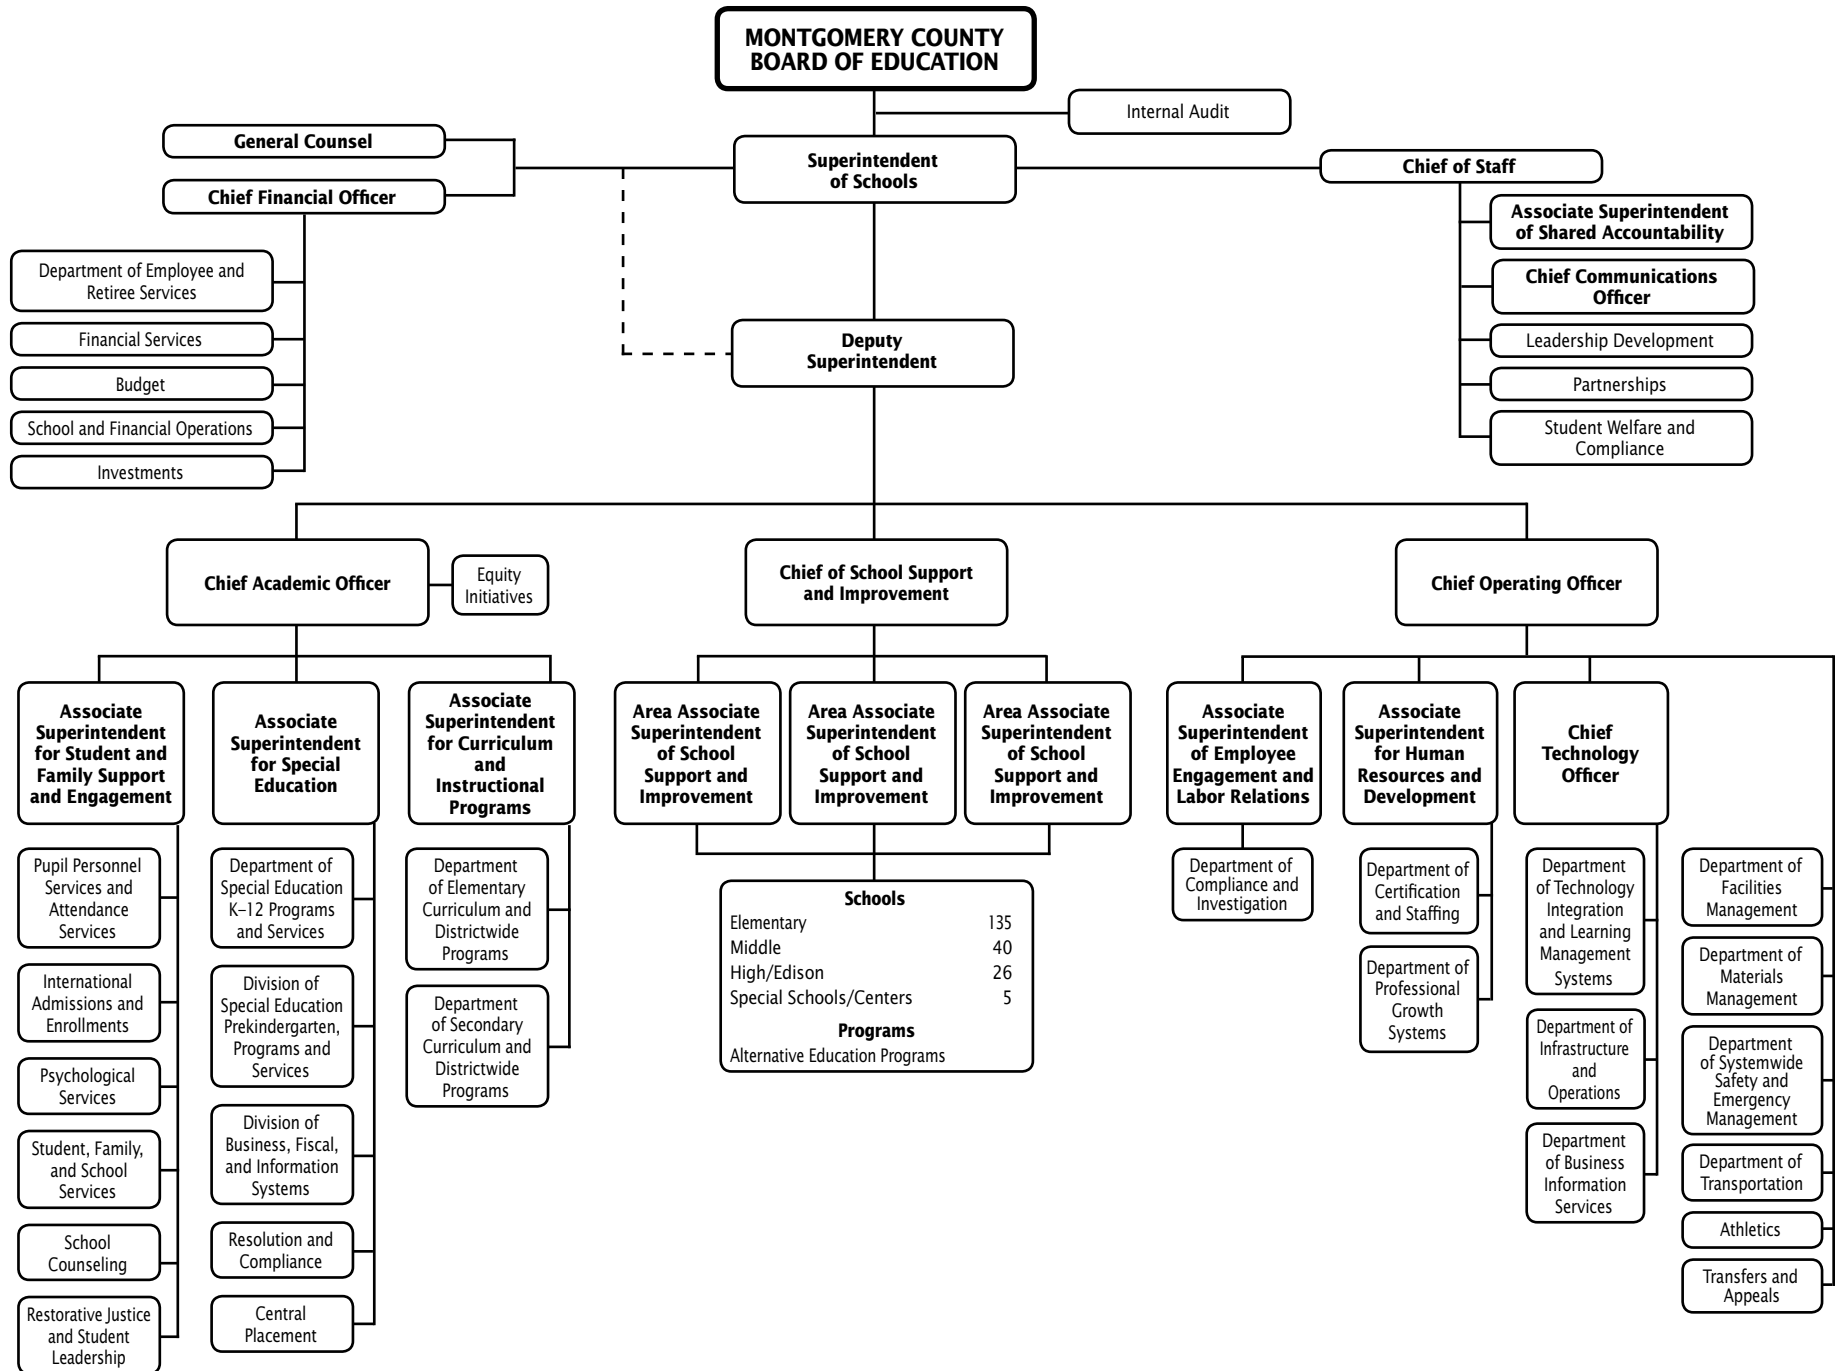 MONTGOMERY COUNTY
BOARD OF EDUCATION
Internal Audit
General Counsel
Superintendent
of Schools
Chief of Staff
Chief Financial Officer
Associate Superintendent
of Shared Accountability
Department of Employee and
Retiree Services
Chief Communications
Officer
Financial Services
Deputy
Superintendent
Leadership Development
Budget
Partnerships
School and Financial Operations
Student Welfare and
Compliance
Investments
Chief Academic Officer
Equity
Initiatives
Chief of School Support
and Improvement
Chief Operating Officer
Associate
Superintendent
for Student and
Family Support
and Engagement
Associate
Superintendent
for Special
Education
Associate
Superintendent
for Curriculum
and
Instructional
Programs
Area Associate
Superintendent
of School
Support and
Improvement
Area Associate
Superintendent
of School
Support and
Improvement
Area Associate
Superintendent
of School
Support and
Improvement
Associate
Superintendent
of Employee
Engagement and
Labor Relations
Associate
Superintendent
for Human
Resources and
Development
Chief
Technology
Officer
Pupil Personnel
Services and
Attendance
Services
International
Admissions and
Enrollments
Psychological
Services
Student, Family,
and School
Services
School
Counseling
Restorative Justice
and Student
Leadership
Department of
Special Education
K–12 Programs
and Services
Division of
Special Education
Prekindergarten,
Programs and
Services
Division of
Business, Fiscal,
and Information
Systems
Resolution and
Compliance
Central
Placement
Department
of Elementary
Curriculum and
Districtwide
Programs
Department
of Secondary
Curriculum and
Districtwide
Programs
Schools
Elementary 135
Middle 40
High/Edison 26
Special Schools/Centers 5
Programs
Alternative Education Programs
Department of
Compliance and
Investigation
Department of
Certification
and Staffing
Department of
Professional
Growth
Systems
Department
of Technology
Integration
and Learning
Management
Systems
Department of
Infrastructure
and
Operations
Department
of Business
Information
Services
Department of
Facilities
Management
Department of
Materials
Management
Department
of Systemwide
Safety and
Emergency
Management
Department of
Transportation
Athletics
Transfers and
Appeals